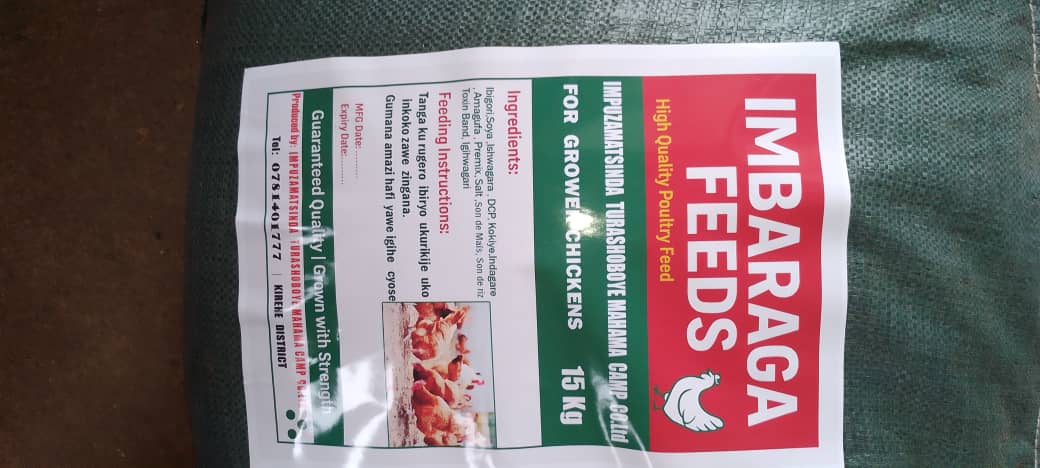 IMBARAGA
FEEDS
High Quality Poultry Feed
IMPUZAMATSINDA TURASHOBOYE MAHAMA CAMP CO.Ltd
FOR GROWER CHICKENS 15 Kg
Ingredients:
Ibigori,Soya ,Ishwagara , DCP, Kokiye,Indagare
, Amagufa , Premix, Salt ,Son de Maïs, Son de riz
Toxin Band, Igihwagari
Feeding Instructions:
Tanga ku rugero ibiryo ukurikije uko
inkoko zawe zingana.
Gumana amazi hafi yawe igihe cyose
MFG Date: ........
Expiry Date: ........
Guaranteed Quality | Grown with Strength
Produced by: IMPUZAMATSINDA TURASHOBOYE MAHAMA CAMP CO.Ltd
Tel: 0781401777 | KIREHE DISTRICT